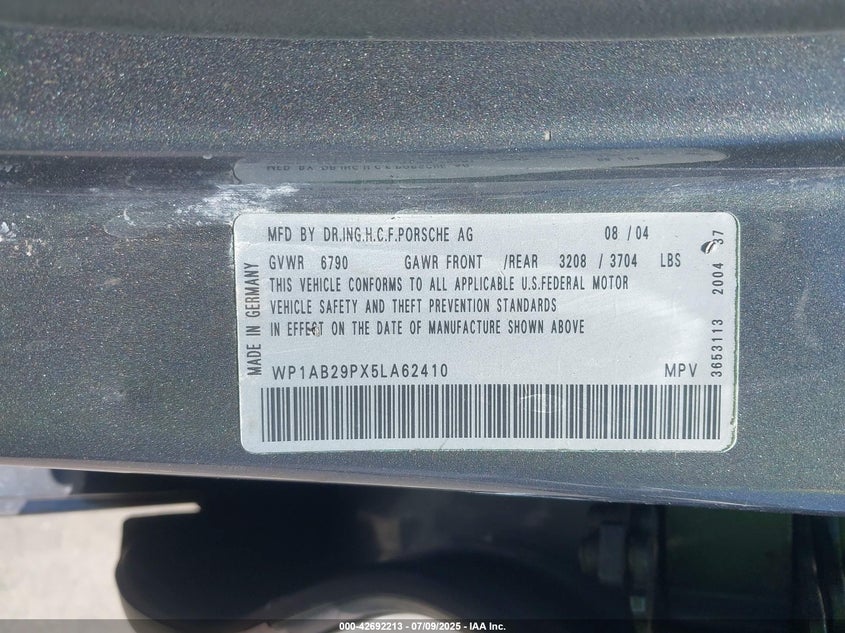 MFD BY DR.ING.H.C.F.PORSCHE AG 08 / 04
GVWR 6790 GAWR FRONT /REAR 3208 / 3704 LBS
THIS VEHICLE CONFORMS TO ALL APPLICABLE U.S.FEDERAL MOTOR
VEHICLE SAFETY AND THEFT PREVENTION STANDARDS
IN EFFECT ON THE DATE OF MANUFACTURE SHOWN ABOVE
WP1AB29PX5LA62410 MPV
MADE IN GERMANY
3653113 2004 37
000-42692213 - 07/09/2025 - © IAA Inc.